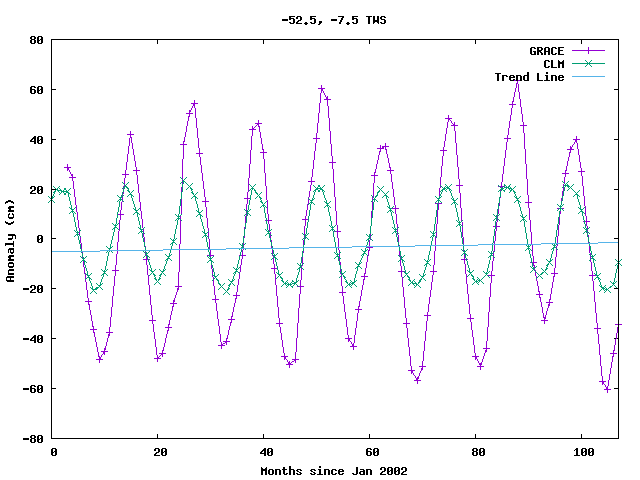 -52.5, -7.5 TWS
GRACE
CLM
Trend Line
80
60
40
20
0
-20
-40
-60
-80
Anomaly (cm)
0 20 40 60 80 100
Months since Jan 2002